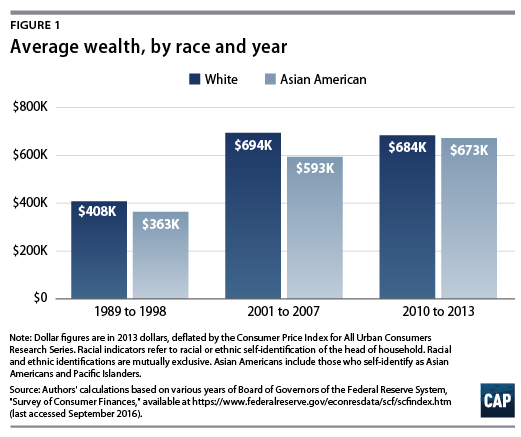 FIGURE 1
Average wealth, by race and year
White Asian American
$800K
$600K
$400K
$200K
$0
$408K
$363K
$694K
$593K
$684K
$673K
1989 to 1998 2001 to 2007 2010 to 2013
Note: Dollar figures are in 2013 dollars, deflated by the Consumer Price Index for All Urban Consumers
Research Series. Racial indicators refer to racial or ethnic self-identification of the head of household. Racial
and ethnic identifications are mutually exclusive. Asian Americans include those who self-identify as Asian
Americans and Pacific Islanders.
Source: Authors' calculations based on various years of Board of Governors of the Federal Reserve System,
"Survey of Consumer Finances," available at https://www.federalreserve.gov/econresdata/scf/scfindex.htm
(last accessed September 2016).
CAP